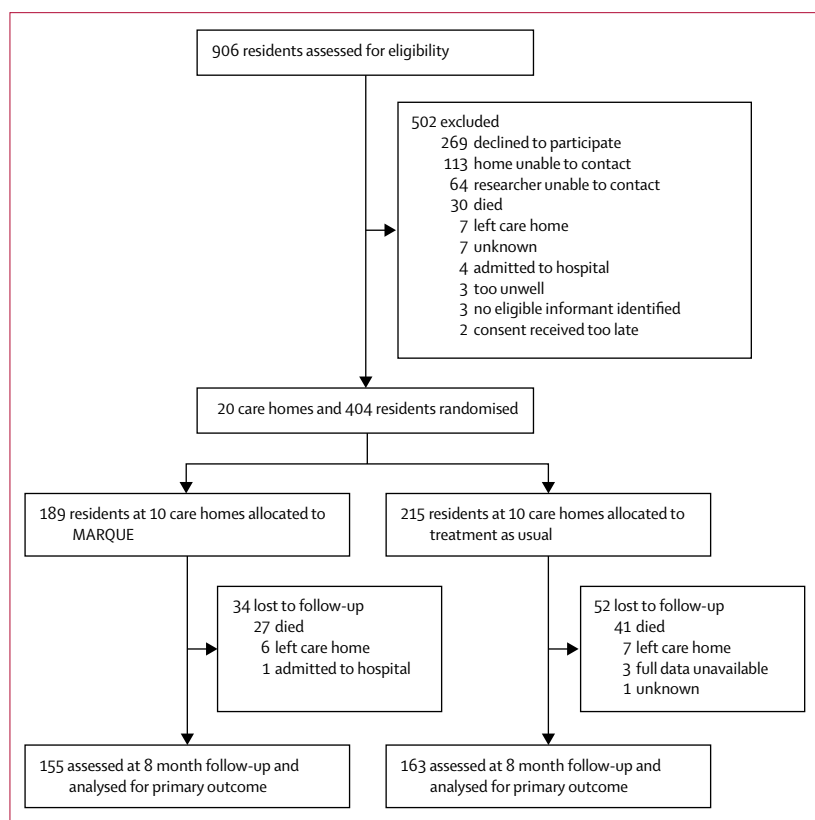 906 residents assessed for eligibility
502 excluded
269 declined to participate
113 home unable to contact
64 researcher unable to contact
30 died
7 left care home
7 unknown
4 admitted to hospital
3 too unwell
3 no eligible informant identified
2 consent received too late
20 care homes and 404 residents randomised
189 residents at 10 care homes allocated to
MARQUE
215 residents at 10 care homes allocated to
treatment as usual
34 lost to follow-up
27 died
6 left care home
1 admitted to hospital
52 lost to follow-up
41 died
7 left care home
3 full data unavailable
1 unknown
155 assessed at 8 month follow-up and
analysed for primary outcome
163 assessed at 8 month follow-up and
analysed for primary outcome